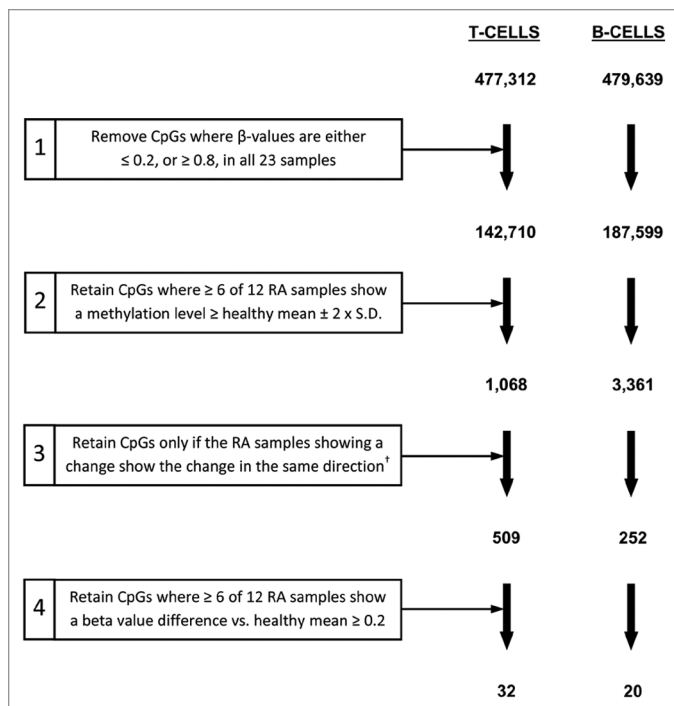 T-CELLS B-CELLS
477,312 479,639
1
Remove CpGs where β-values are either
≤ 0.2, or ≥ 0.8, in all 23 samples
142,710 187,599
2
Retain CpGs where ≥ 6 of 12 RA samples show
a methylation level ≥ healthy mean ± 2 x S.D.
1,068 3,361
3
Retain CpGs only if the RA samples showing a
change show the change in the same direction†
509 252
4
Retain CpGs where ≥ 6 of 12 RA samples show
a beta value difference vs. healthy mean ≥ 0.2
32 20